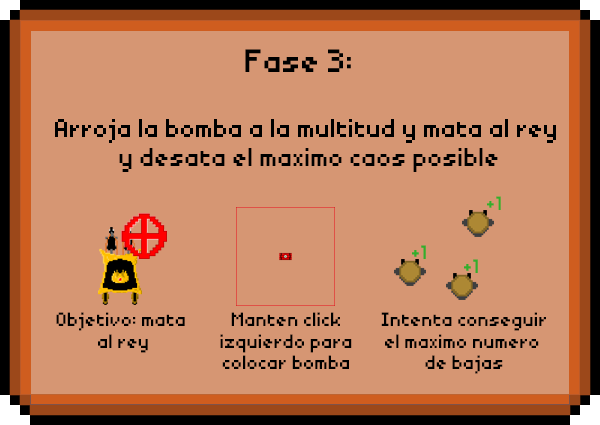 Fase 3:
Arroja la bomba a la multitud y mata al rey
y desata el maximo caos posible
+1
+1
+1
Objetivo: mata
al rey
Manten click
izquierdo para
colocar bomba
Intenta conseguir
el maximo numero
de bajas